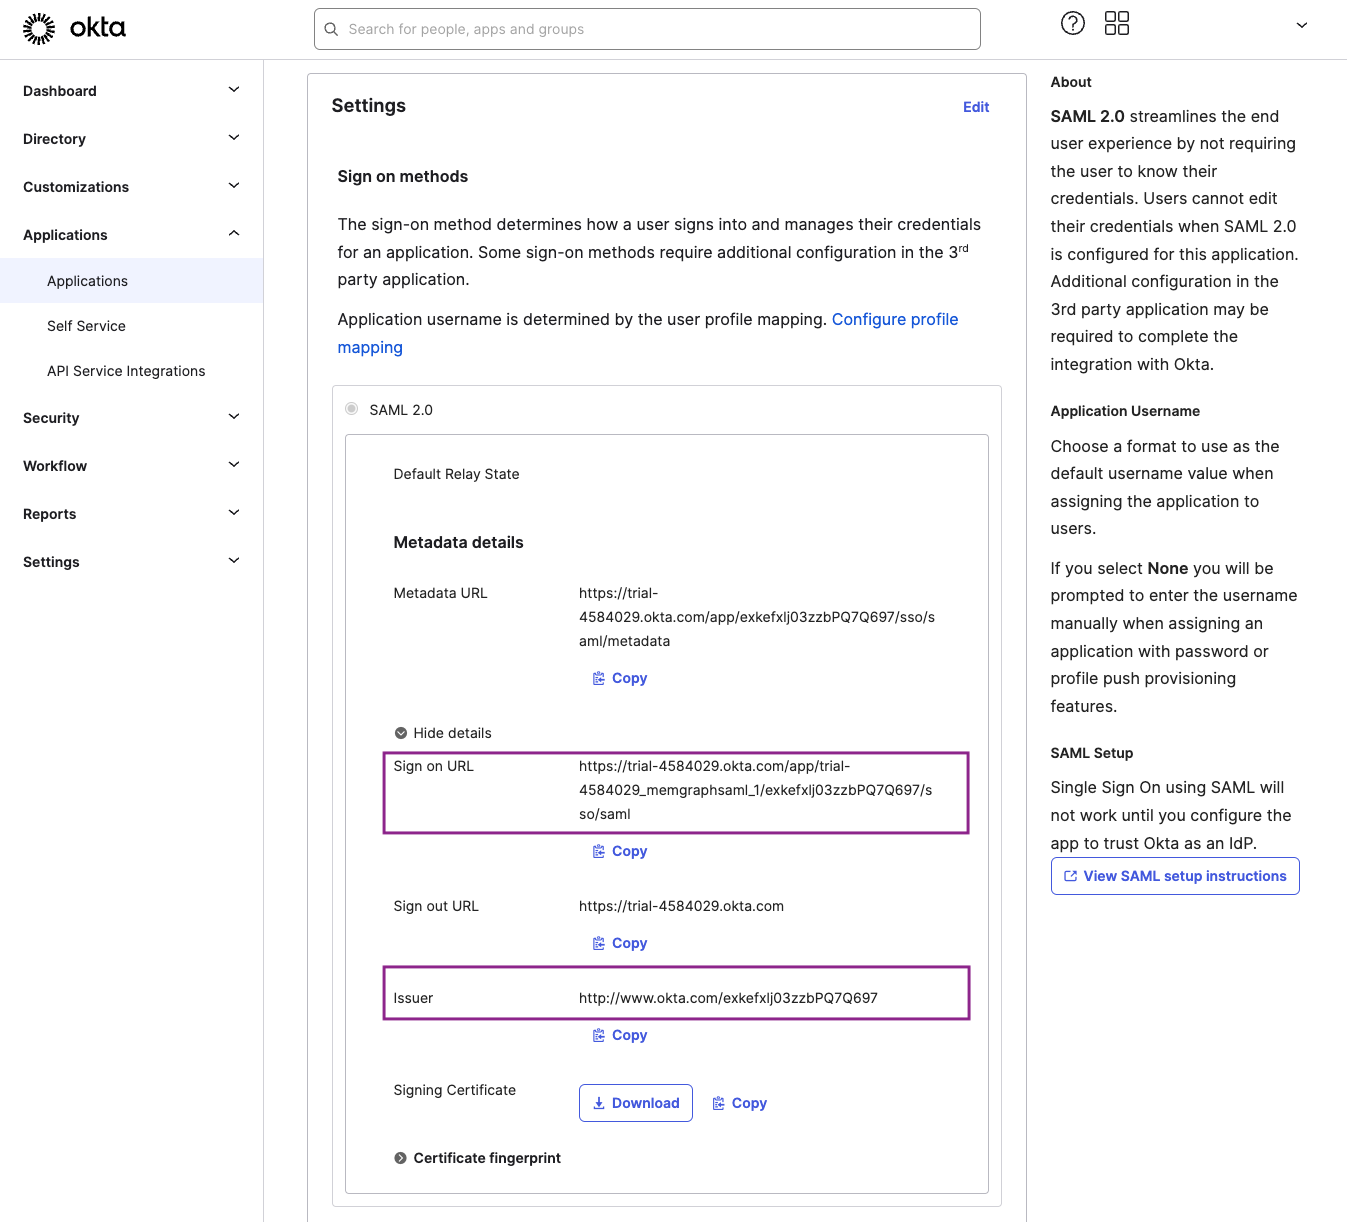 okta
Search for people, apps and groups
Dashboard
Directory
Customizations
Applications
Applications
Self Service
API Service Integrations
Security
Workflow
Reports
Settings
Settings
Edit
Sign on methods
The sign-on method determines how a user signs into and manages their credentials
for an application. Some sign-on methods require additional configuration in the 3rd
party application.
Application username is determined by the user profile mapping. Configure profile
mapping
SAML 2.0
Default Relay State
Metadata details
Metadata URL
https://trial-
4584029.okta.com/app/exkefxlj03zzbPQ7Q697/sso/s
aml/metadata
Copy
Hide details
Sign on URL
https://trial-4584029.okta.com/app/trial-
4584029_memgraphsaml_1/exkefxlj03zzbPQ7Q697/s
so/saml
Copy
Sign out URL
https://trial-4584029.okta.com
Copy
Issuer
http://www.okta.com/exkefxlj03zzbPQ7Q697
Copy
Signing Certificate
Download
Copy
Certificate fingerprint
About
SAML 2.0 streamlines the end
user experience by not requiring
the user to know their
credentials. Users cannot edit
their credentials when SAML 2.0
is configured for this application.
Additional configuration in the
3rd party application may be
required to complete the
integration with Okta.
Application Username
Choose a format to use as the
default username value when
assigning the application to
users.
If you select None you will be
prompted to enter the username
manually when assigning an
application with password or
profile push provisioning
features.
SAML Setup
Single Sign On using SAML will
not work until you configure the
app to trust Okta as an IdP.
View SAML setup instructions